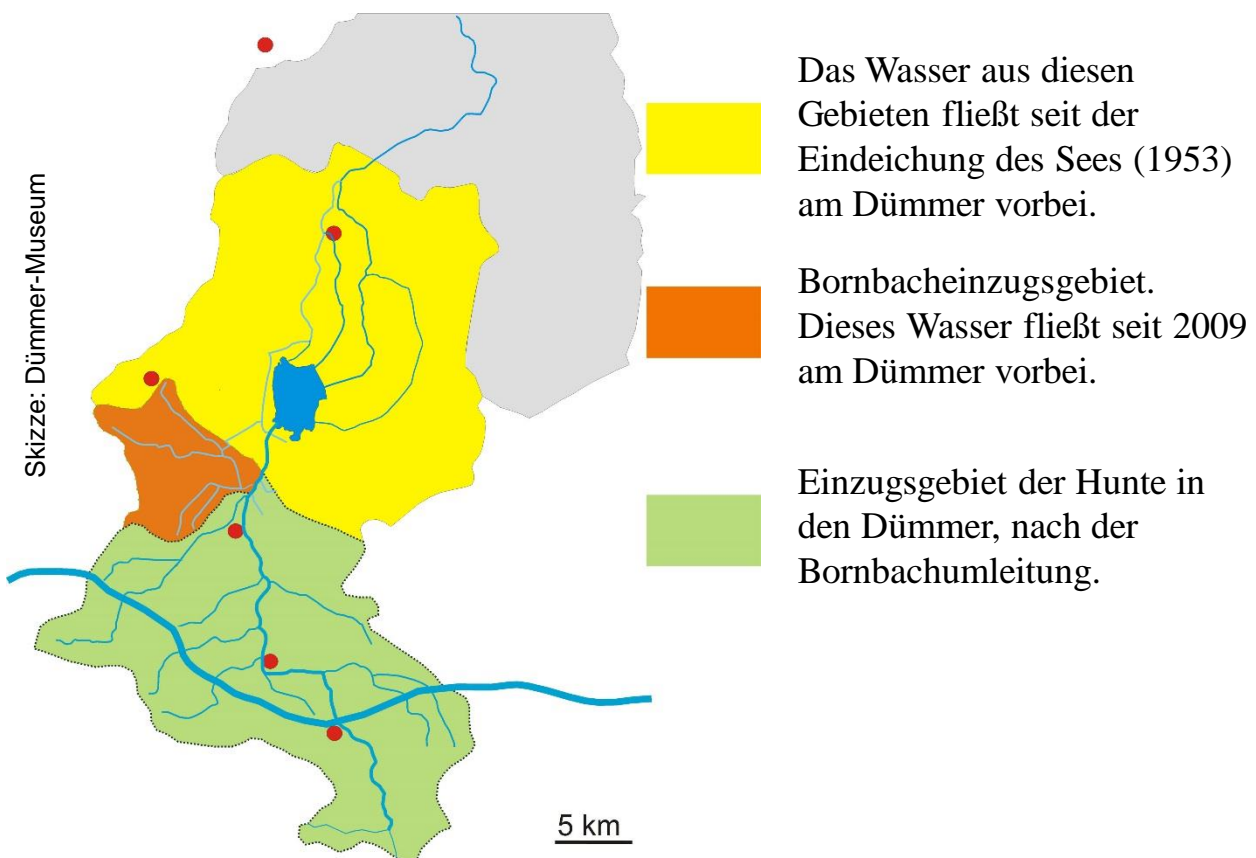 Das Wasser aus diesen
Gebieten fließt seit der
Eindeichung des Sees (1953)
am Dümmer vorbei.
Bornbacheinzugsgebiet.
Dieses Wasser fließt seit 2009
am Dümmer vorbei.
Einzugsgebiet der Hunte in
den Dümmer, nach der
Bornbachumleitung.
Skizze: Dümmer-Museum
5 km